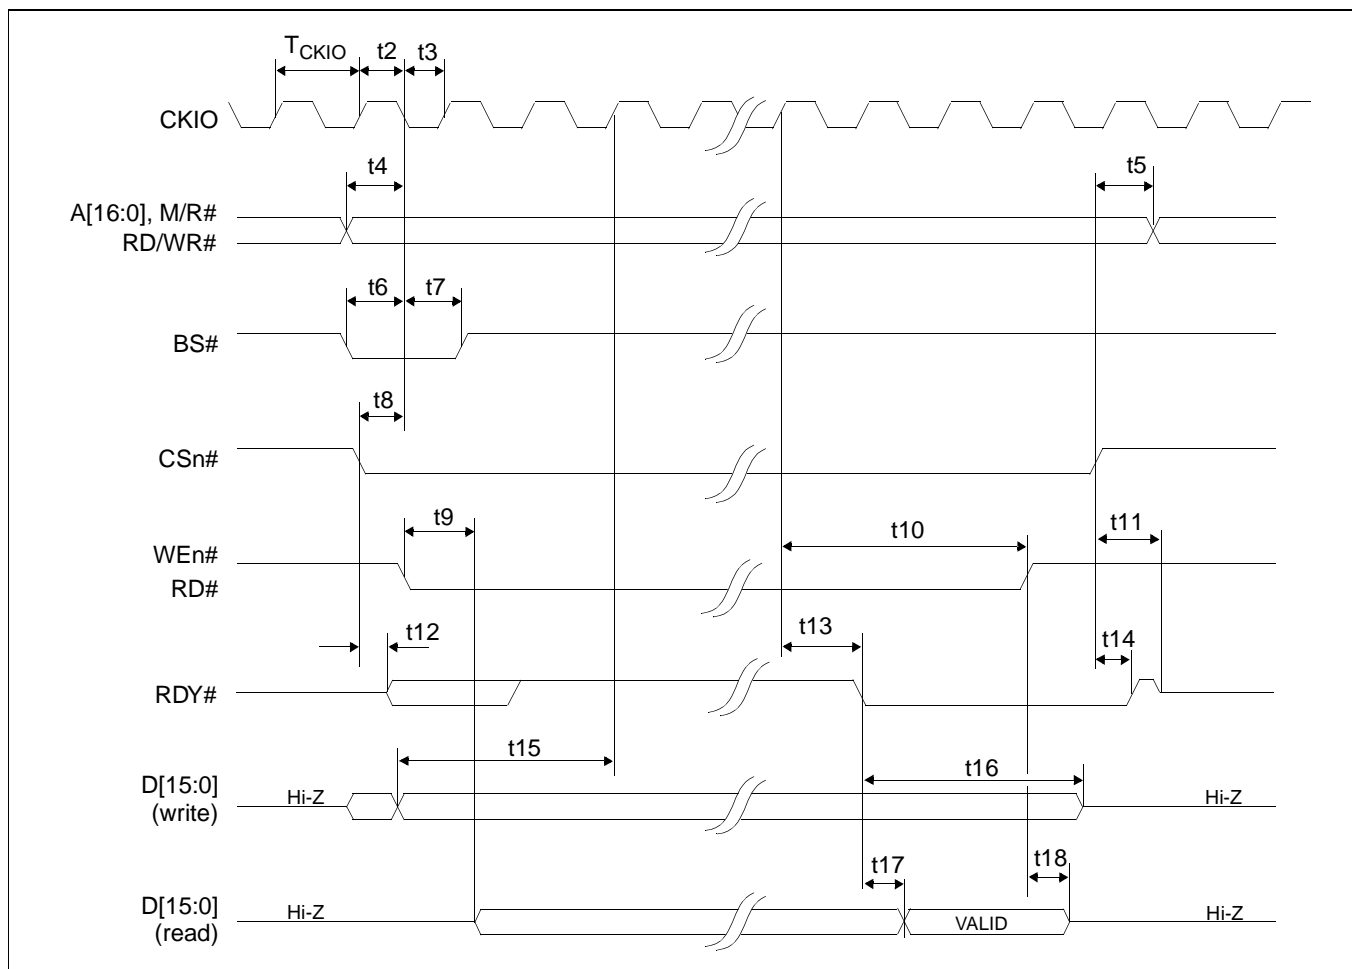 TCKIO t2 t3
CKIO
t4 t5
A[16:0], M/R#
RD/WR#
t6 t7
BS#
t8
CSn#
t9 t10 t11
WEn#
RD#
t12 t13 t14
RDY#
t15 t16
D[15:0]
(write)
Hi-Z Hi-Z
t17 t18
D[15:0]
(read)
Hi-Z VALID Hi-Z